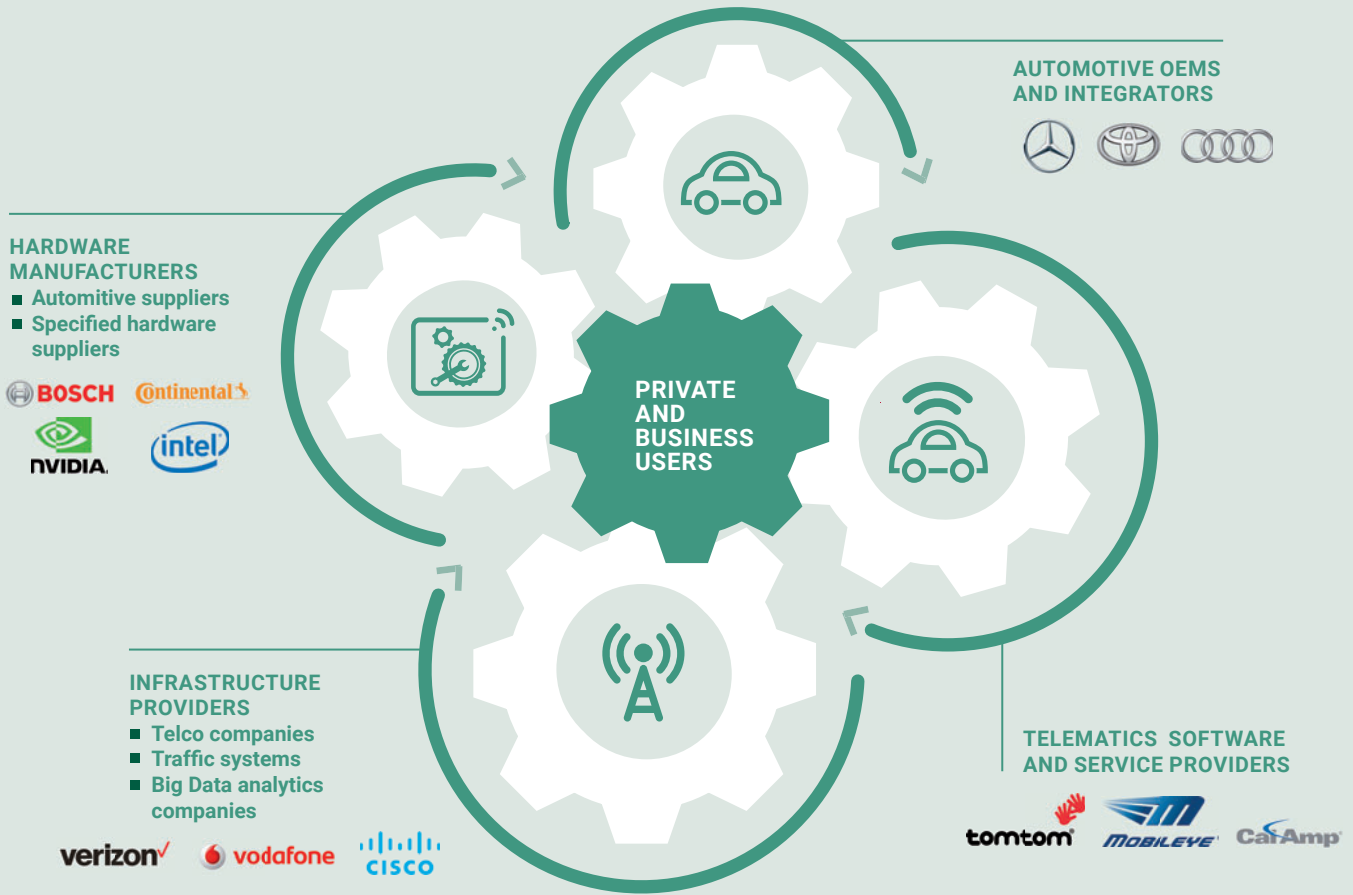 AUTOMOTIVE OEMS
AND INTEGRATORS
HARDWARE
MANUFACTURERS
Automitive suppliers
Specified hardware
suppliers
BOSCH
Continental
NVIDIA.
intel
PRIVATE
AND
BUSINESS
USERS
INFRASTRUCTURE
PROVIDERS
Telco companies
Traffic systems
Big Data analytics
companies
verizon
vodafone
CISCO
TELEMATICS SOFTWARE
AND SERVICE PROVIDERS
tomtom
MOBILEYE
CalAmp